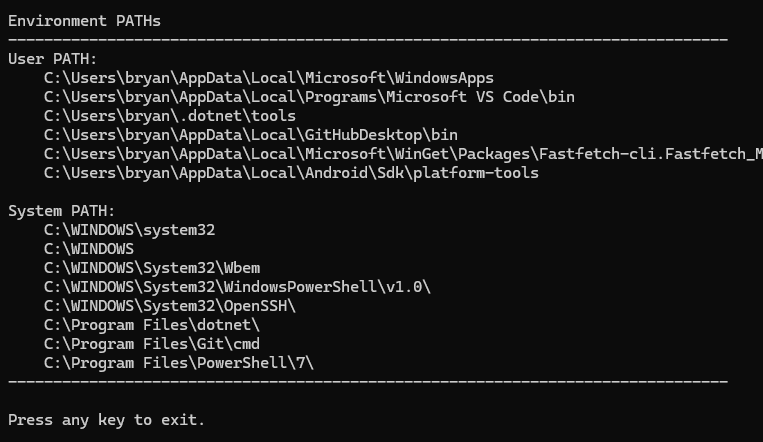 Environment PATHs
--------------------------------------------------------------------------------
User PATH:
    C:\Users\bryan\AppData\Local\Microsoft\WindowsApps
    C:\Users\bryan\AppData\Local\Programs\Microsoft VS Code\bin
    C:\Users\bryan\.dotnet\tools
    C:\Users\bryan\AppData\Local\GitHubDesktop\bin
    C:\Users\bryan\AppData\Local\Microsoft\WinGet\Packages\Fastfetch-cli.Fastfetch_M
    C:\Users\bryan\AppData\Local\Android\Sdk\platform-tools

System PATH:
    C:\WINDOWS\system32
    C:\WINDOWS
    C:\WINDOWS\System32\Wbem
    C:\WINDOWS\System32\WindowsPowerShell\v1.0\
    C:\WINDOWS\System32\OpenSSH\
    C:\Program Files\dotnet\
    C:\Program Files\Git\cmd
    C:\Program Files\PowerShell\7\
--------------------------------------------------------------------------------

Press any key to exit.